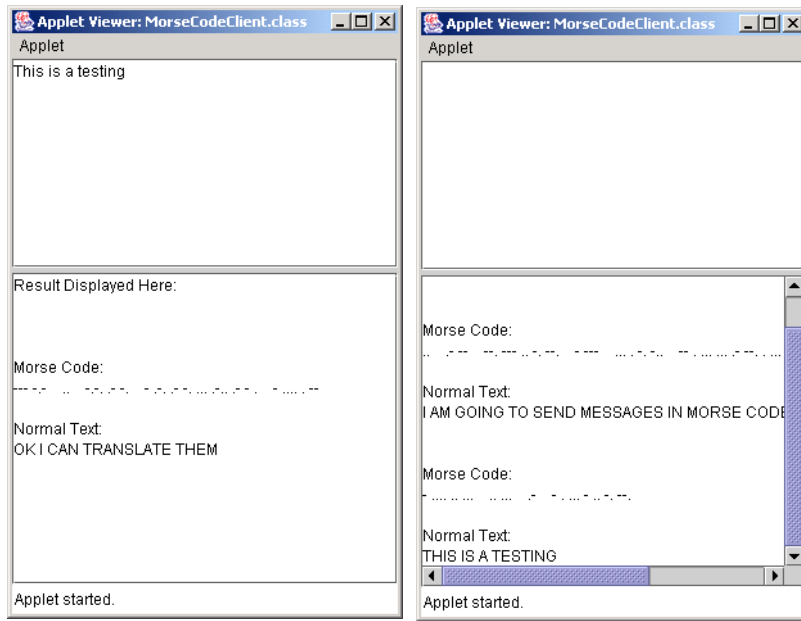 Applet Viewer: MorseCodeClient.class
Applet
This is a testing
Result Displayed Here:
Morse Code:
--- -.-   ..   -.-. .- -.   - .-. .- -. ... .-.. .- - .   - .... . --
Normal Text:
OK I CAN TRANSLATE THEM
Applet started.
Applet Viewer: MorseCodeClient.class
Applet
Morse Code:
..   .- --   --. --- .. -. --.   - ---   ... . -. -..   -- . ... ... .- --. . ...
Normal Text:
I AM GOING TO SEND MESSAGES IN MORSE CODE
Morse Code:
- .... .. ...   .. ...   .-   - . ... - .. -. --.
Normal Text:
THIS IS A TESTING
Applet started.